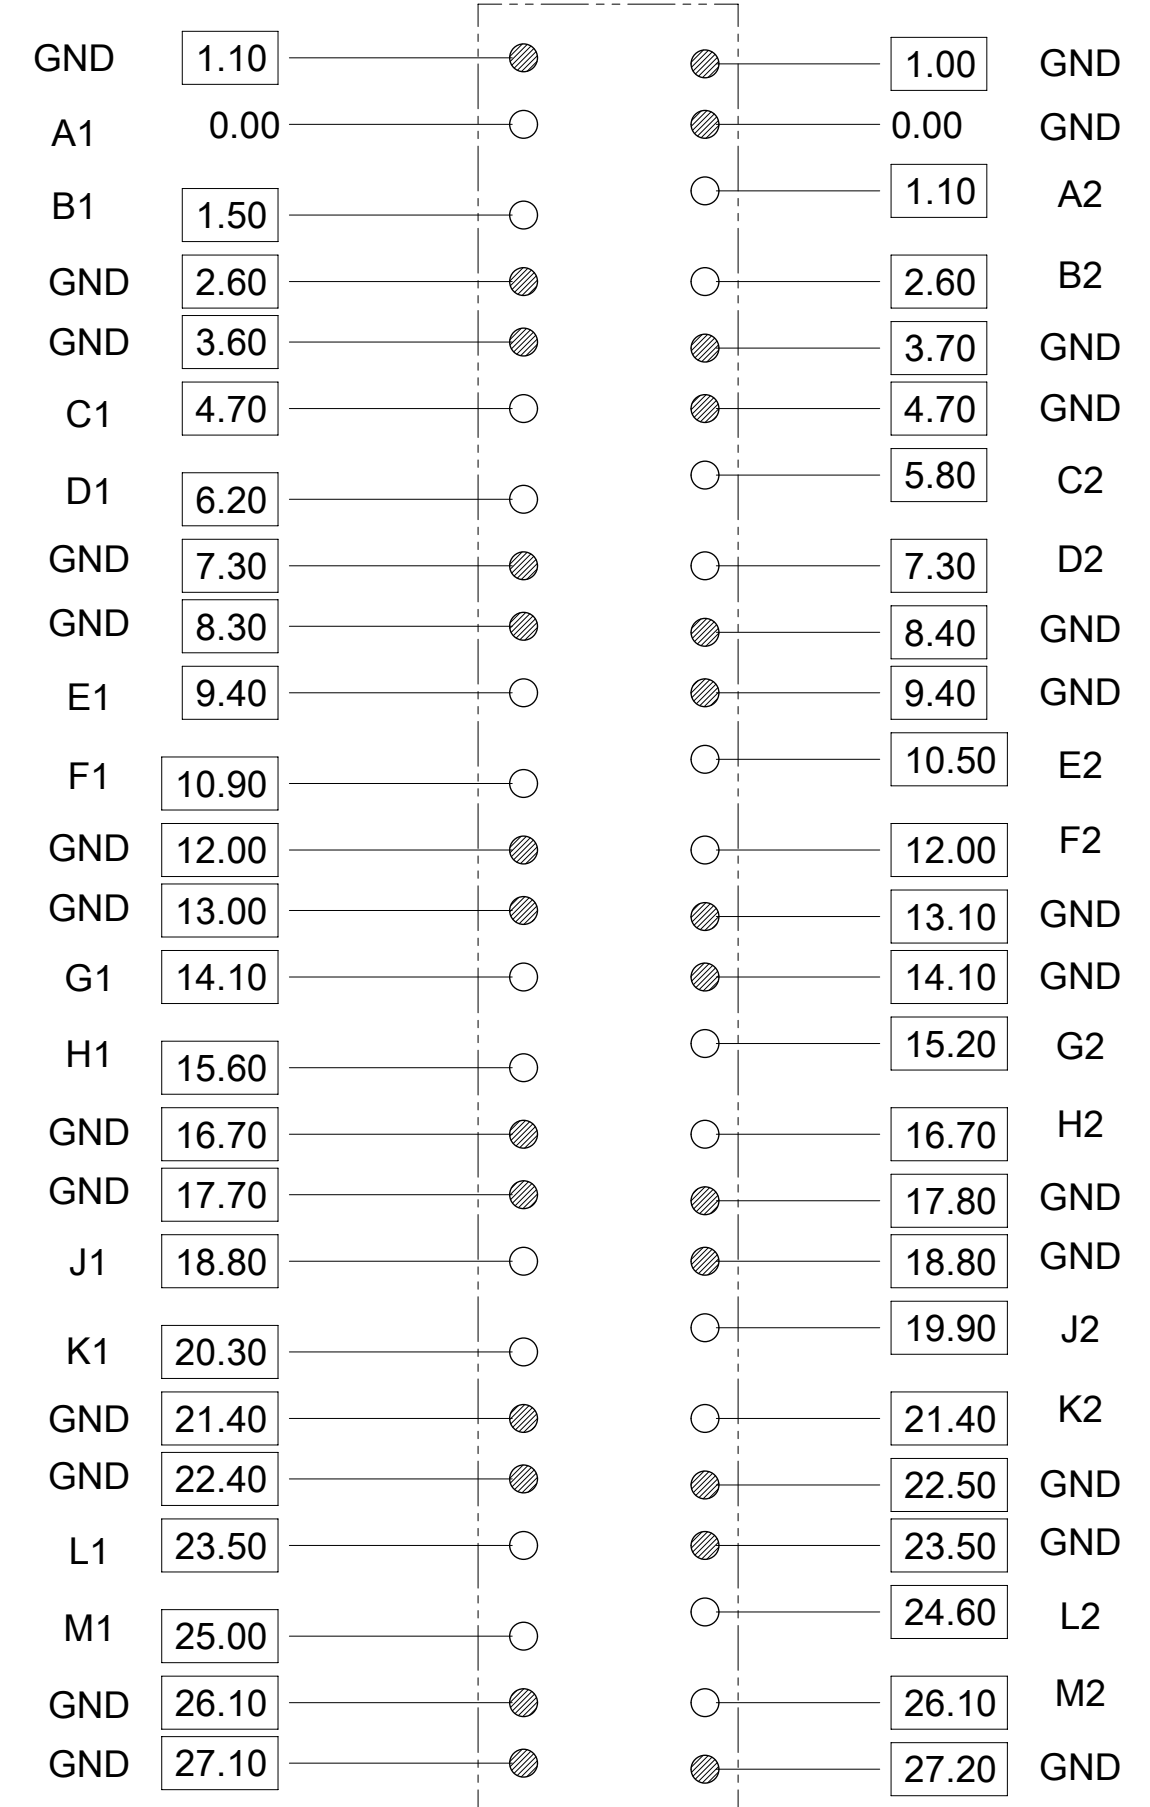 GND 1.10 1.00 GND
A1 0.00 0.00 GND
B1 1.50 1.10 A2
GND 2.60 2.60 B2
GND 3.60 3.70 GND
C1 4.70 4.70 GND
D1 6.20 5.80 C2
GND 7.30 7.30 D2
GND 8.30 8.40 GND
E1 9.40 9.40 GND
F1 10.90 10.50 E2
GND 12.00 12.00 F2
GND 13.00 13.10 GND
G1 14.10 14.10 GND
H1 15.60 15.20 G2
GND 16.70 16.70 H2
GND 17.70 17.80 GND
J1 18.80 18.80 GND
K1 20.30 19.90 J2
GND 21.40 21.40 K2
GND 22.40 22.50 GND
L1 23.50 23.50 GND
M1 25.00 24.60 L2
GND 26.10 26.10 M2
GND 27.10 27.20 GND